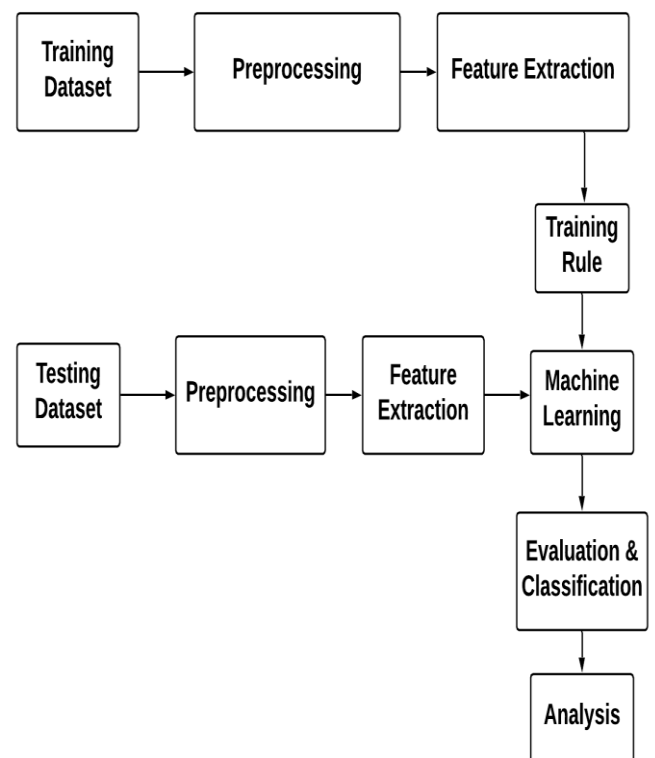 Training
Dataset
Preprocessing
Feature Extraction
Training
Rule
Testing
Dataset
Preprocessing
Feature
Extraction
Machine
Learning
Evaluation &
Classification
Analysis